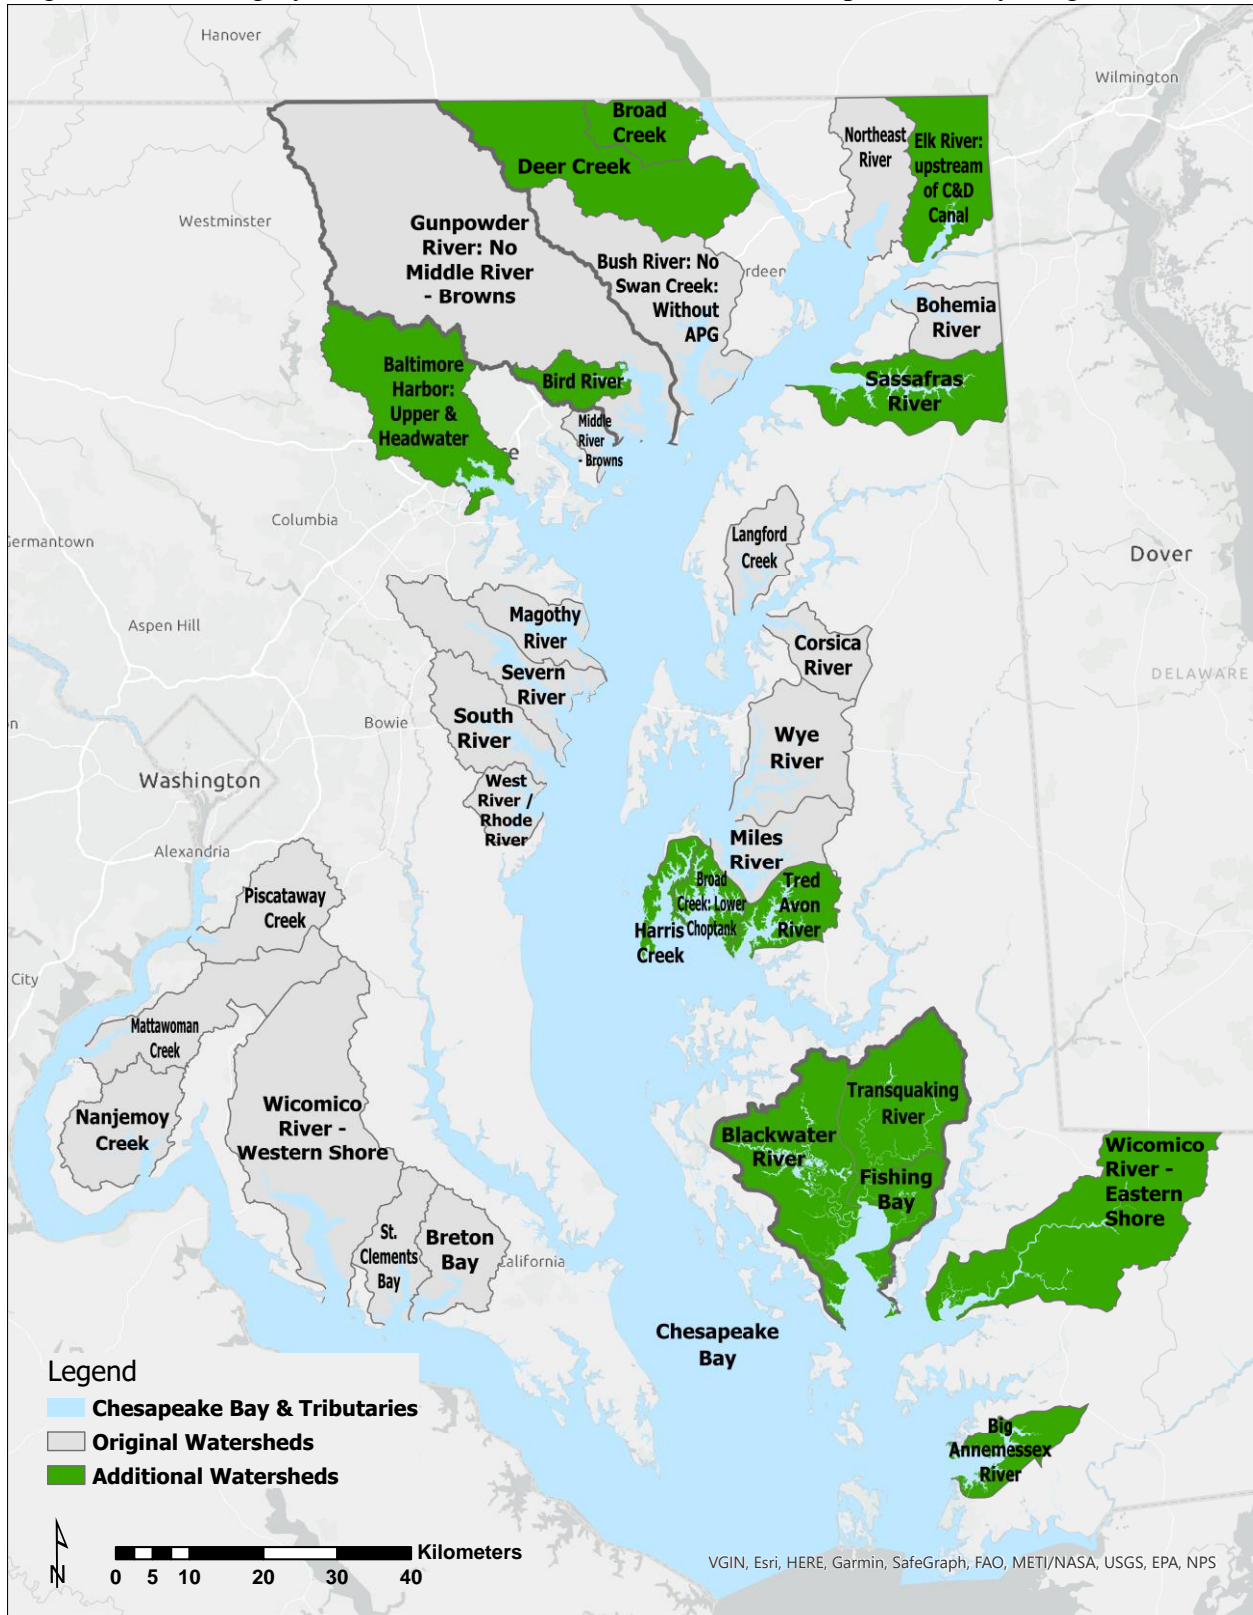 Hanover
Wilmington
Broad
Creek
Northeast
River
Elk River:
upstream
of C&D
Canal
Deer Creek
Westminster
Gunpowder
River: No
Middle River
- Browns
Bush River: No
Swan Creek:
Without
APG
rdeen
Bohemia
River
Baltimore
Harbor:
Upper &
Headwater
Bird River
Sassafras
River
Middle
River
- Browns
Columbia
Langford
Creek
Germantown
Dover
Aspen Hill
Magothy
River
Corsica
River
Severn
River
DELAWARE
Bowie
South
River
Wye
River
Washington
West
River /
Rhode
River
Miles
River
Alexandria
Piscataway
Creek
Broad
Creek: Lower
Choptank
Tred
Avon
River
Harris
Creek
City
Mattawoman
Creek
Transquaking
River
Nanjemoy
Creek
Wicomico
River -
Western Shore
Blackwater
River
Wicomico
River -
Eastern
Shore
Fishing
Bay
St.
Clements
Bay
Breton
Bay
California
Chesapeake
Bay
Legend
Chesapeake Bay & Tributaries
Original Watersheds
Additional Watersheds
Big
Annemessex
River
N
Kilometers
0 5 10 20 30 40
VGIN, Esri, HERE, Garmin, SafeGraph, FAO, METI/NASA, USGS, EPA, NPS